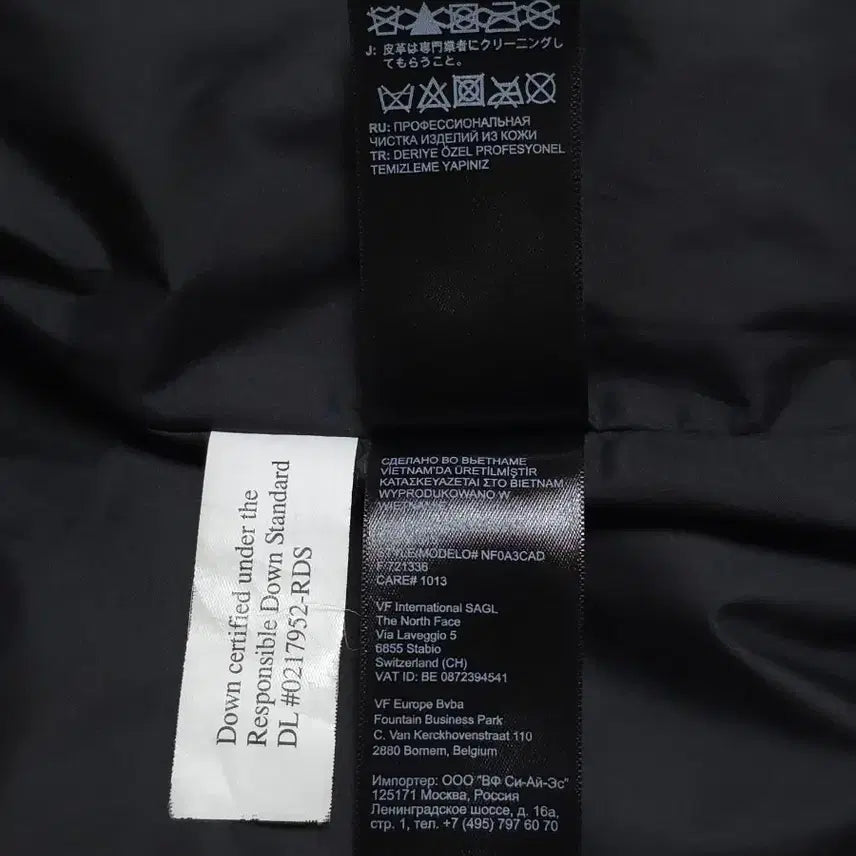 J: 皮革は専門業者にクリーニングし
てもらうこと。
RU: ПРОФЕССИОНАЛЬНАЯ
ЧИСТКА ИЗДЕЛИЙ ИЗ КОЖИ
TR: DERIYE ÖZEL PROFESYONEL
TEMIZLEME YAPINIZ
Down certified under the
Responsible Down Standard
DL #0217952-RDS
СДЕЛАНО ВО ВЬЕТНАМЕ
VIETNAM'DA ÜRETİLMİŞTİR
ΚΑΤΑΣΚΕΥΑΖΕΤΑΙ ΣΤΟ ΒΙΕΤΝΑΜ
WYPRODUKOWANO W
STYLE/MODELO# NF0A3CAD
F 721336
CARE# 1013
VF International SAGL
The North Face
Via Laveggio 5
6855 Stabio
Switzerland (CH)
VAT ID: BE 0872394541
VF Europe Bvba
Fountain Business Park
C. Van Kerckhovenstraat 110
2880 Bornem, Belgium
Импортер: ООО "ВФ Си-Ай-Эс"
125171 Москва, Россия
Ленинградское шоссе, д. 16а,
стр. 1, тел. +7 (495) 797 60 70